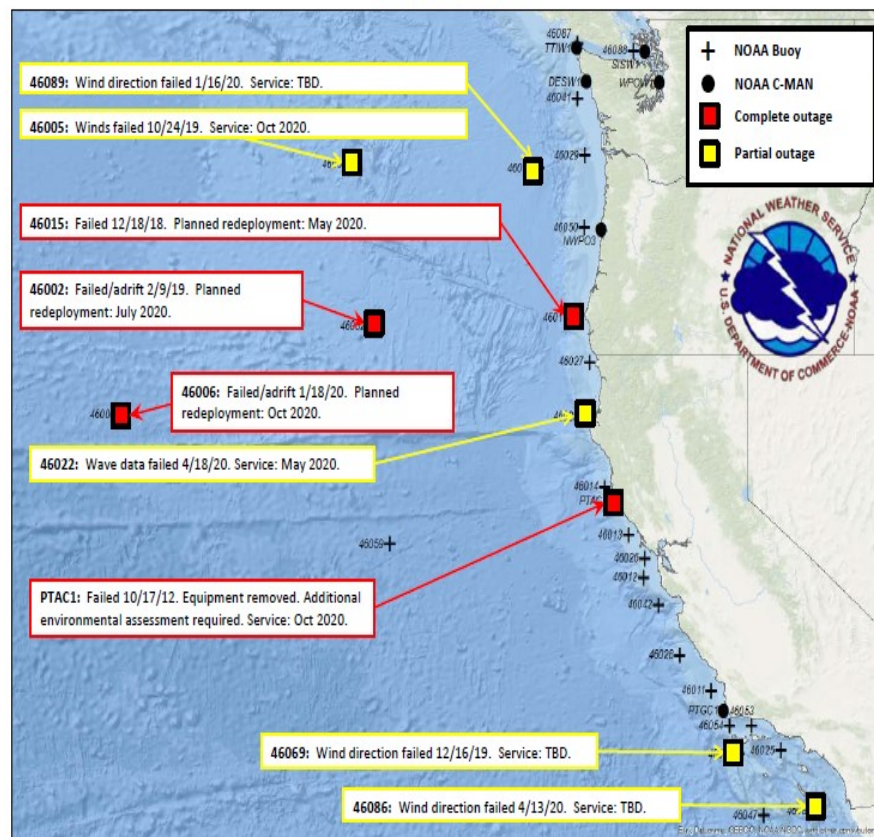 46087
TTIW1
46088
SISW1
NOAA Buoy
46089: Wind direction failed 1/16/20. Service: TBD.
DESW1
WPOW1
NOAA C-MAN
46041
Complete outage
46005: Winds failed 10/24/19. Service: Oct 2020.
Partial outage
46029
46015: Failed 12/18/18. Planned redeployment: May 2020.
46050
NWPO3
NATIONAL WEATHER SERVICE
U.S. DEPARTMENT OF COMMERCE-NOAA
46002: Failed/adrift 2/9/19. Planned
redeployment: July 2020.
46027
46006: Failed/adrift 1/18/20. Planned
redeployment: Oct 2020.
46022: Wave data failed 4/18/20. Service: May 2020.
46014
PTAC
46013
46059
46026
46012
PTAC1: Failed 10/17/12. Equipment removed. Additional
environmental assessment required. Service: Oct 2020.
46042
46028
46011
PTGC1
46053
46054
46069: Wind direction failed 12/16/19. Service: TBD.
46025
46086: Wind direction failed 4/13/20. Service: TBD.
46047